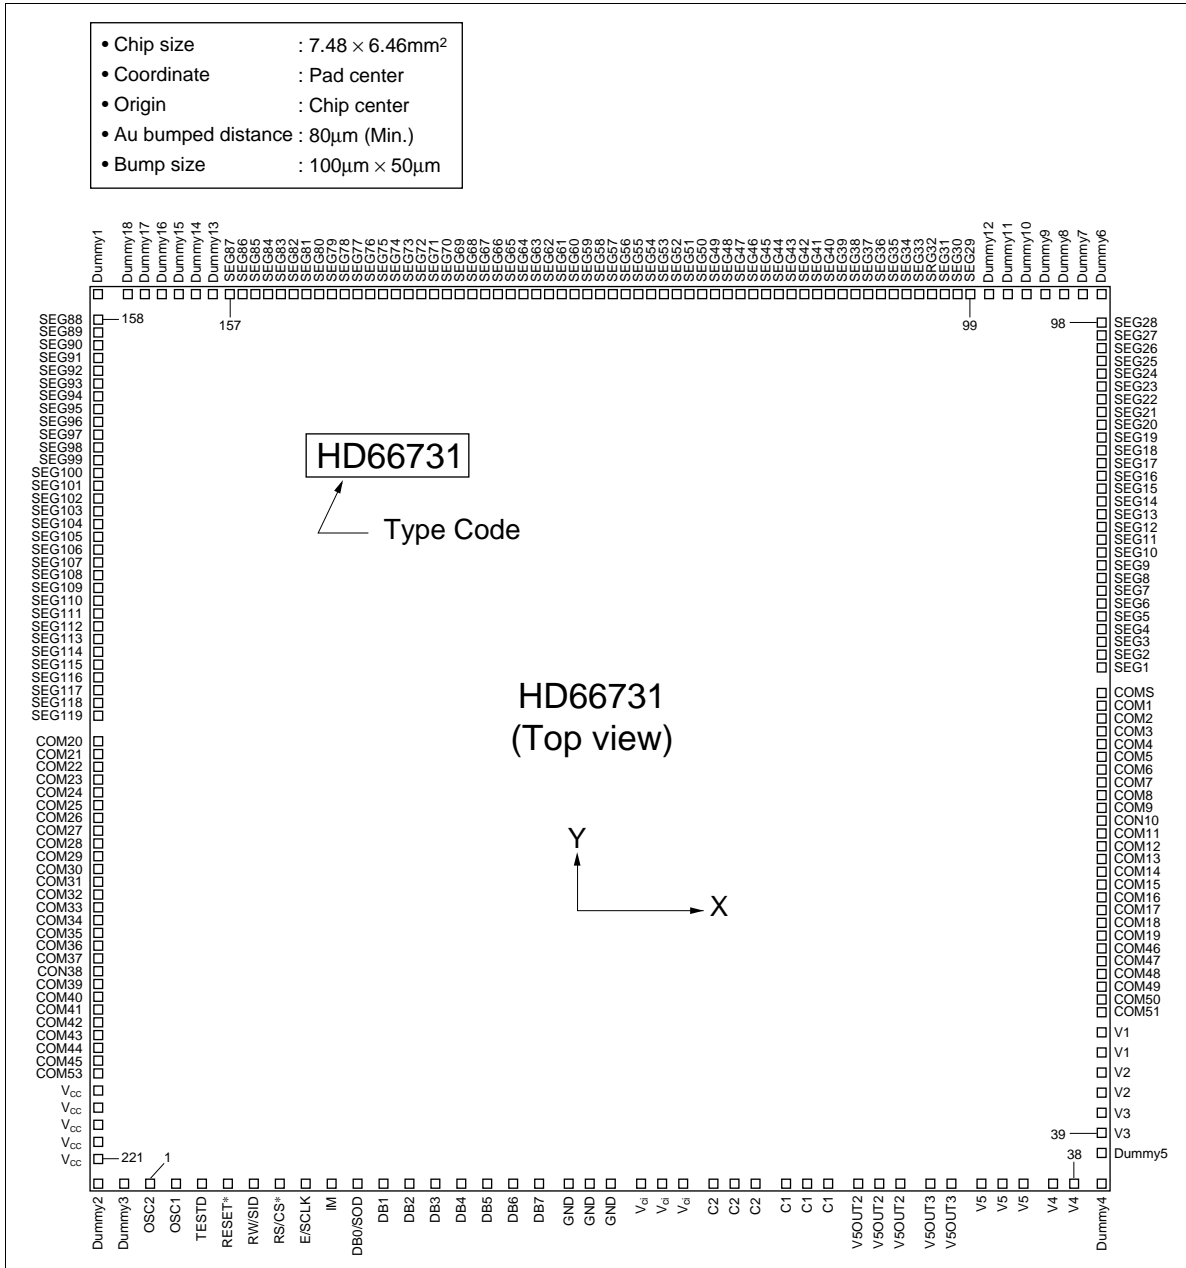 • Chip size : 7.48 × 6.46mm²
• Coordinate : Pad center
• Origin : Chip center
• Au bumped distance : 80μm (Min.)
• Bump size : 100μm × 50μm
Dummy1
Dummy18
Dummy17
Dummy16
Dummy15
Dummy14
Dummy13
SEG87
SEG86
SEG85
SEG84
SEG83
SEG82
SEG81
SEG80
SEG79
SEG78
SEG77
SEG76
SEG75
SEG74
SEG73
SEG72
SEG71
SEG70
SEG69
SEG68
SEG67
SEG66
SEG65
SEG64
SEG63
SEG62
SEG61
SEG60
SEG59
SEG58
SEG57
SEG56
SEG55
SEG54
SEG53
SEG52
SEG51
SEG50
SEG49
SEG48
SEG47
SEG46
SEG45
SEG44
SEG43
SEG42
SEG41
SEG40
SEG39
SEG38
SEG37
SEG36
SEG35
SEG34
SEG33
SRG32
SEG31
SEG30
SEG29
Dummy12
Dummy11
Dummy10
Dummy9
Dummy8
Dummy7
Dummy6
158
157
99
98
SEG88
SEG89
SEG90
SEG91
SEG92
SEG93
SEG94
SEG95
SEG96
SEG97
SEG98
SEG99
SEG100
SEG101
SEG102
SEG103
SEG104
SEG105
SEG106
SEG107
SEG108
SEG109
SEG110
SEG111
SEG112
SEG113
SEG114
SEG115
SEG116
SEG117
SEG118
SEG119
COM20
COM21
COM22
COM23
COM24
COM25
COM26
COM27
COM28
COM29
COM30
COM31
COM32
COM33
COM34
COM35
COM36
COM37
CON38
COM39
COM40
COM41
COM42
COM43
COM44
COM45
COM53
Vcc
Vcc
Vcc
Vcc
Vcc
221
1
HD66731
Type Code
HD66731
(Top view)
Y
X
SEG28
SEG27
SEG26
SEG25
SEG24
SEG23
SEG22
SEG21
SEG20
SEG19
SEG18
SEG17
SEG16
SEG15
SEG14
SEG13
SEG12
SEG11
SEG10
SEG9
SEG8
SEG7
SEG6
SEG5
SEG4
SEG3
SEG2
SEG1
COMS
COM1
COM2
COM3
COM4
COM5
COM6
COM7
COM8
COM9
CON10
COM11
COM12
COM13
COM14
COM15
COM16
COM17
COM18
COM19
COM46
COM47
COM48
COM49
COM50
COM51
V1
V1
V2
V2
V3
V3
39
Dummy5
38
Dummy2
Dummy3
OSC2
OSC1
TESTD
RESET*
RW/SID
RS/CS*
E/SCLK
IM
DB0/SOD
DB1
DB2
DB3
DB4
DB5
DB6
DB7
GND
GND
GND
Vci
Vci
Vci
C2
C2
C2
C1
C1
C1
V5OUT2
V5OUT2
V5OUT2
V5OUT3
V5OUT3
V5
V5
V5
V4
V4
Dummy4